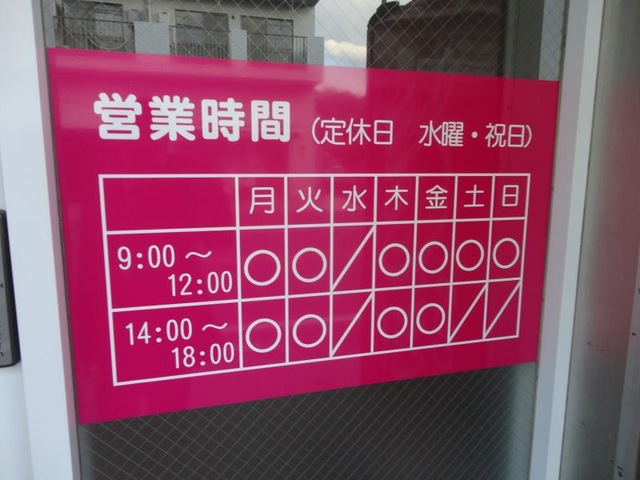 営業時間 (定休日 水曜・祝日)
月 火 水 木 金 土 日
9:00～ ○ ○ ／ ○ ○ ○ ○
12:00
14:00～ ○ ○ ／ ○ ○ ／ ／
18:00